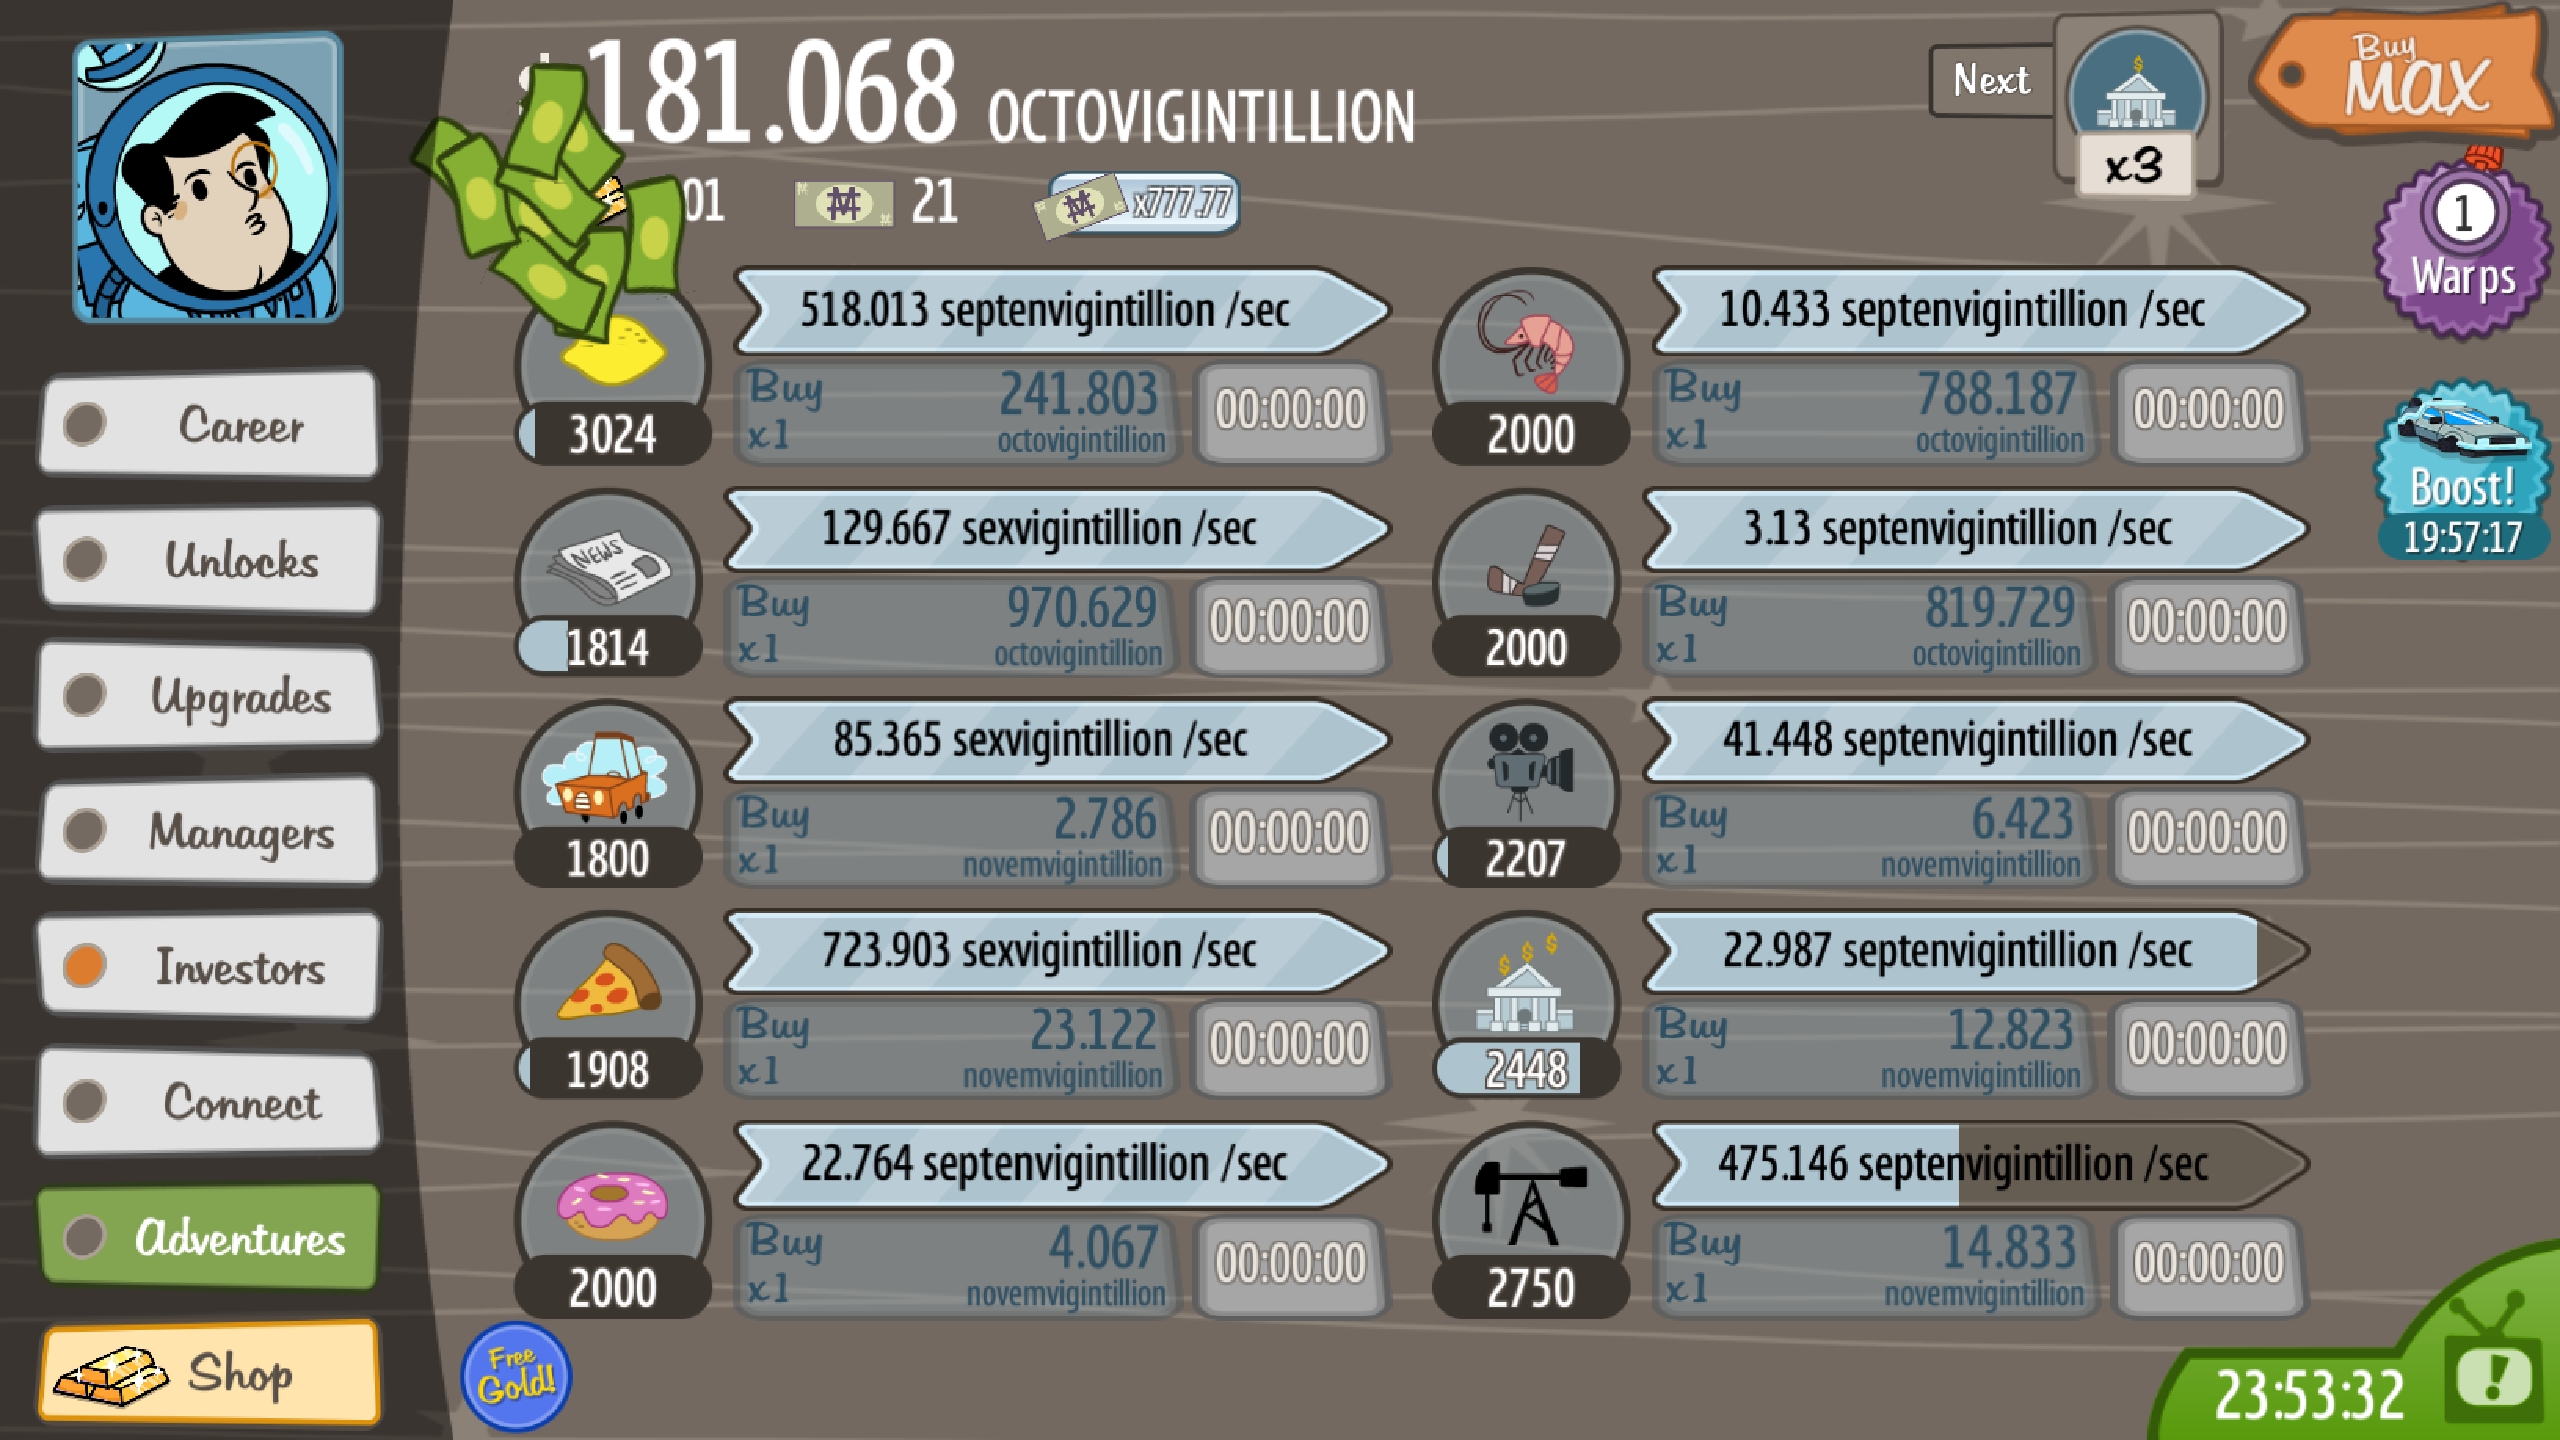 181.068 OCTOVIGINTILLION
Next
x3
Buy
MAX
01
21
x777.77
1
Warps
Boost!
19:57:17
Career
Unlocks
Upgrades
Managers
Investors
Connect
Adventures
Shop
518.013 septenvigintillion /sec
3024
Buy
x1
241.803
octovigintillion
00:00:00
NEWS
129.667 sexvigintillion /sec
1814
Buy
x1
970.629
octovigintillion
00:00:00
85.365 sexvigintillion /sec
1800
Buy
x1
2.786
novemvigintillion
00:00:00
723.903 sexvigintillion /sec
1908
Buy
x1
23.122
novemvigintillion
00:00:00
22.764 septenvigintillion /sec
2000
Buy
x1
4.067
novemvigintillion
00:00:00
10.433 septenvigintillion /sec
2000
Buy
x1
788.187
octovigintillion
00:00:00
3.13 septenvigintillion /sec
2000
Buy
x1
819.729
octovigintillion
00:00:00
41.448 septenvigintillion /sec
2207
Buy
x1
6.423
novemvigintillion
00:00:00
22.987 septenvigintillion /sec
2448
Buy
x1
12.823
novemvigintillion
00:00:00
475.146 septenvigintillion /sec
2750
Buy
x1
14.833
novemvigintillion
00:00:00
Free
Gold!
23:53:32